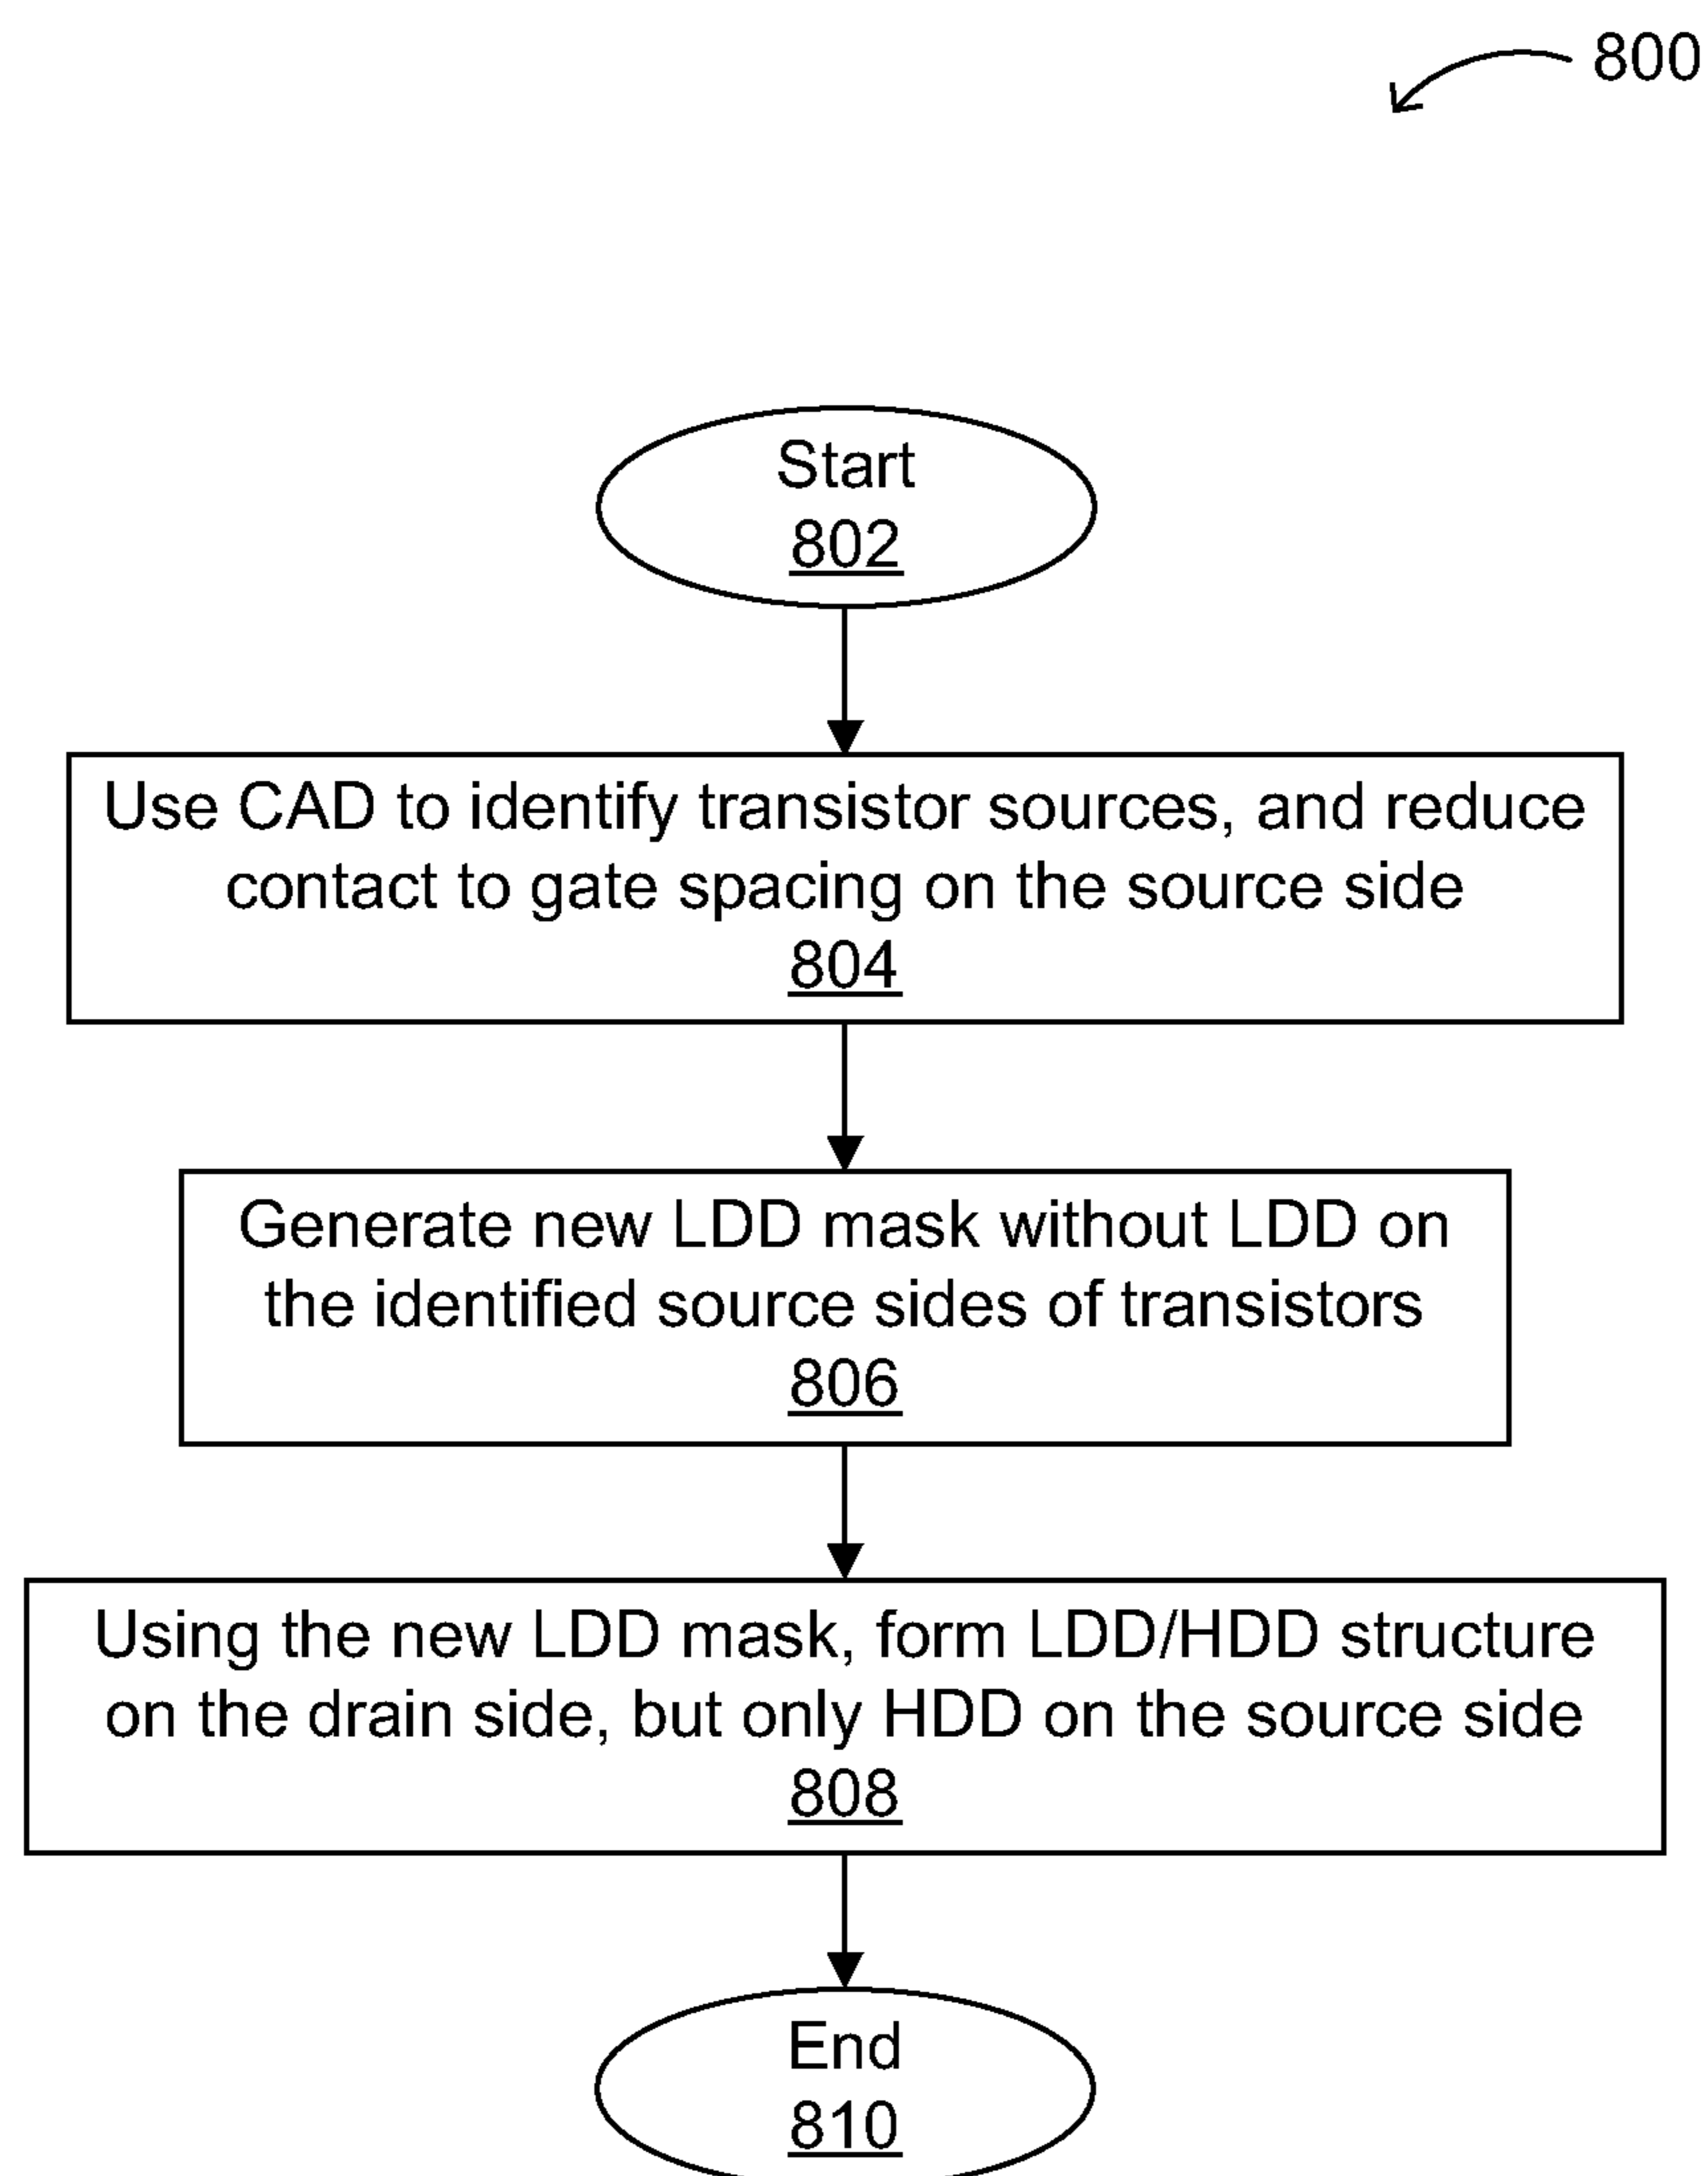 800
Start
802
Use CAD to identify transistor sources, and reduce
contact to gate spacing on the source side
804
Generate new LDD mask without LDD on
the identified source sides of transistors
806
Using the new LDD mask, form LDD/HDD structure
on the drain side, but only HDD on the source side
808
End
810